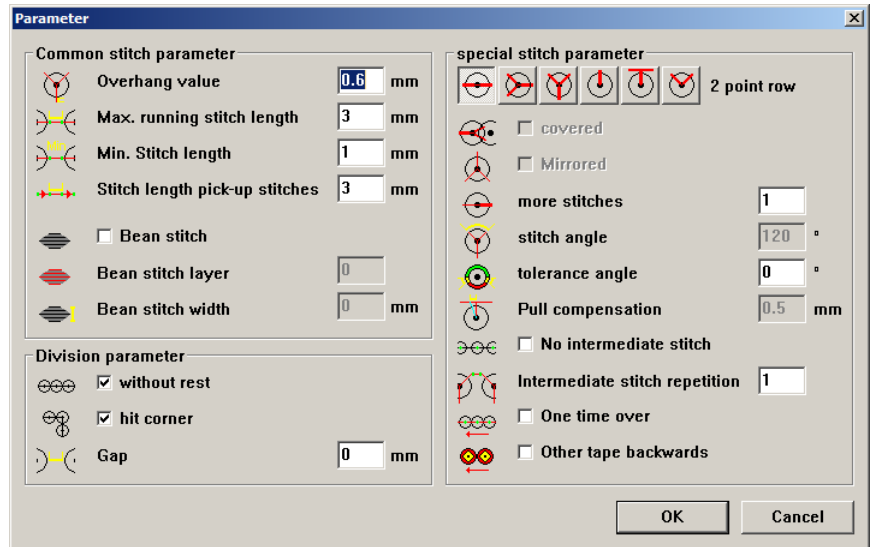 Parameter
Common stitch parameter
Overhang value 0.6 mm
Max. running stitch length 3 mm
Min. Stitch length 1 mm
Stitch length pick-up stitches 3 mm
Bean stitch
Bean stitch layer 0
Bean stitch width 0 mm
Division parameter
without rest
hit corner
Gap 0 mm
special stitch parameter
2 point row
covered
Mirrored
more stitches 1
stitch angle 120 °
tolerance angle 0 °
Pull compensation 0.5 mm
No intermediate stitch
Intermediate stitch repetition 1
One time over
Other tape backwards
OK Cancel